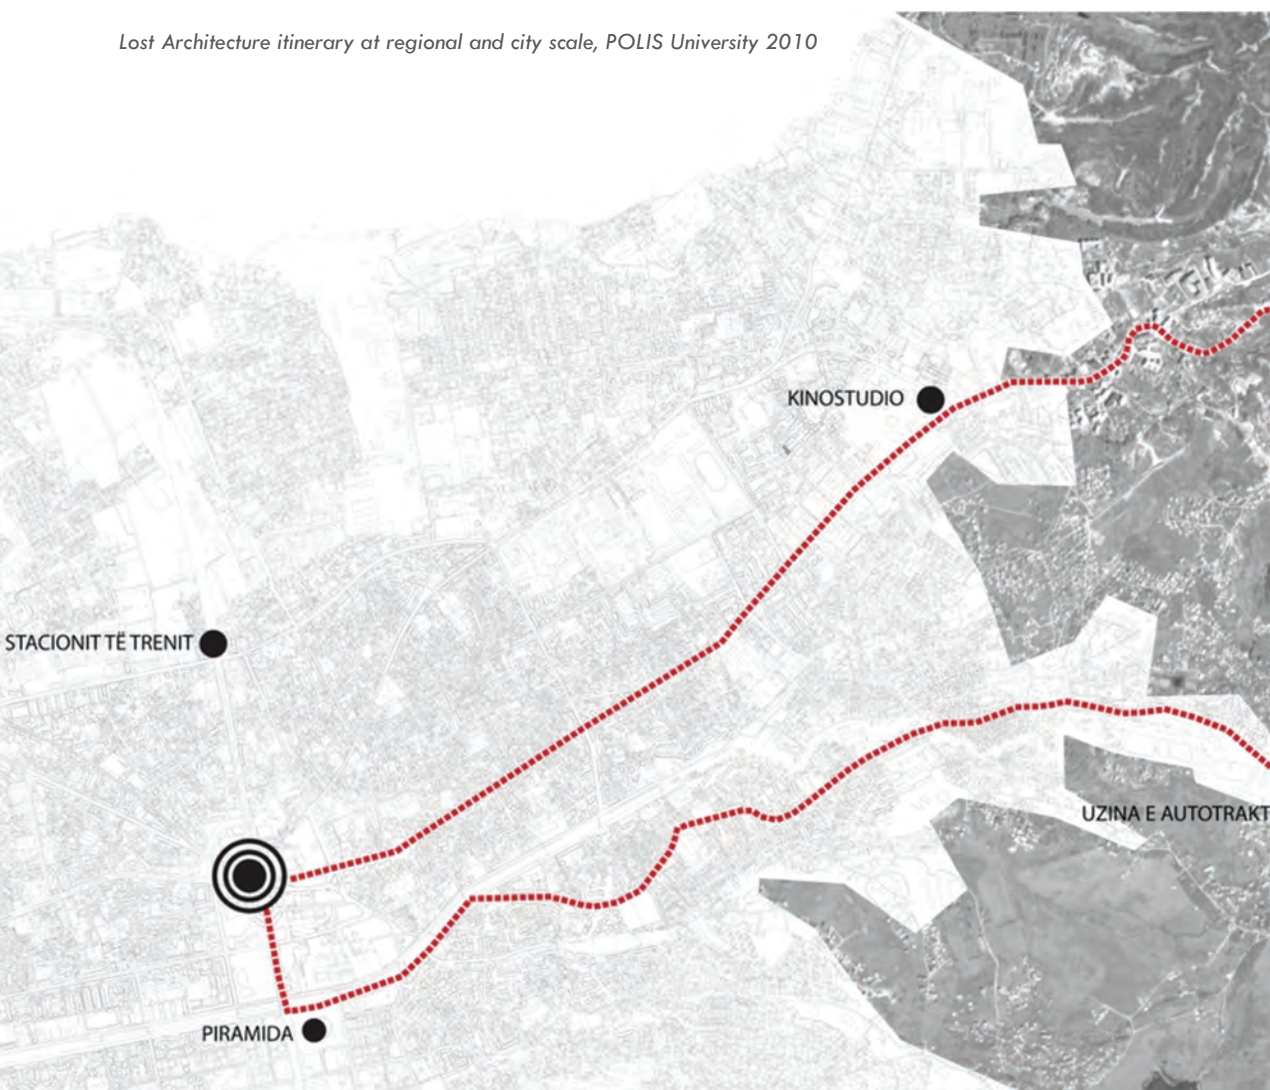 Lost Architecture itinerary at regional and city scale, POLIS University 2010
KINOSTUDIO
STACIONIT TË TRENIT
UZINA E AUTOTRAKT
PIRAMIDA